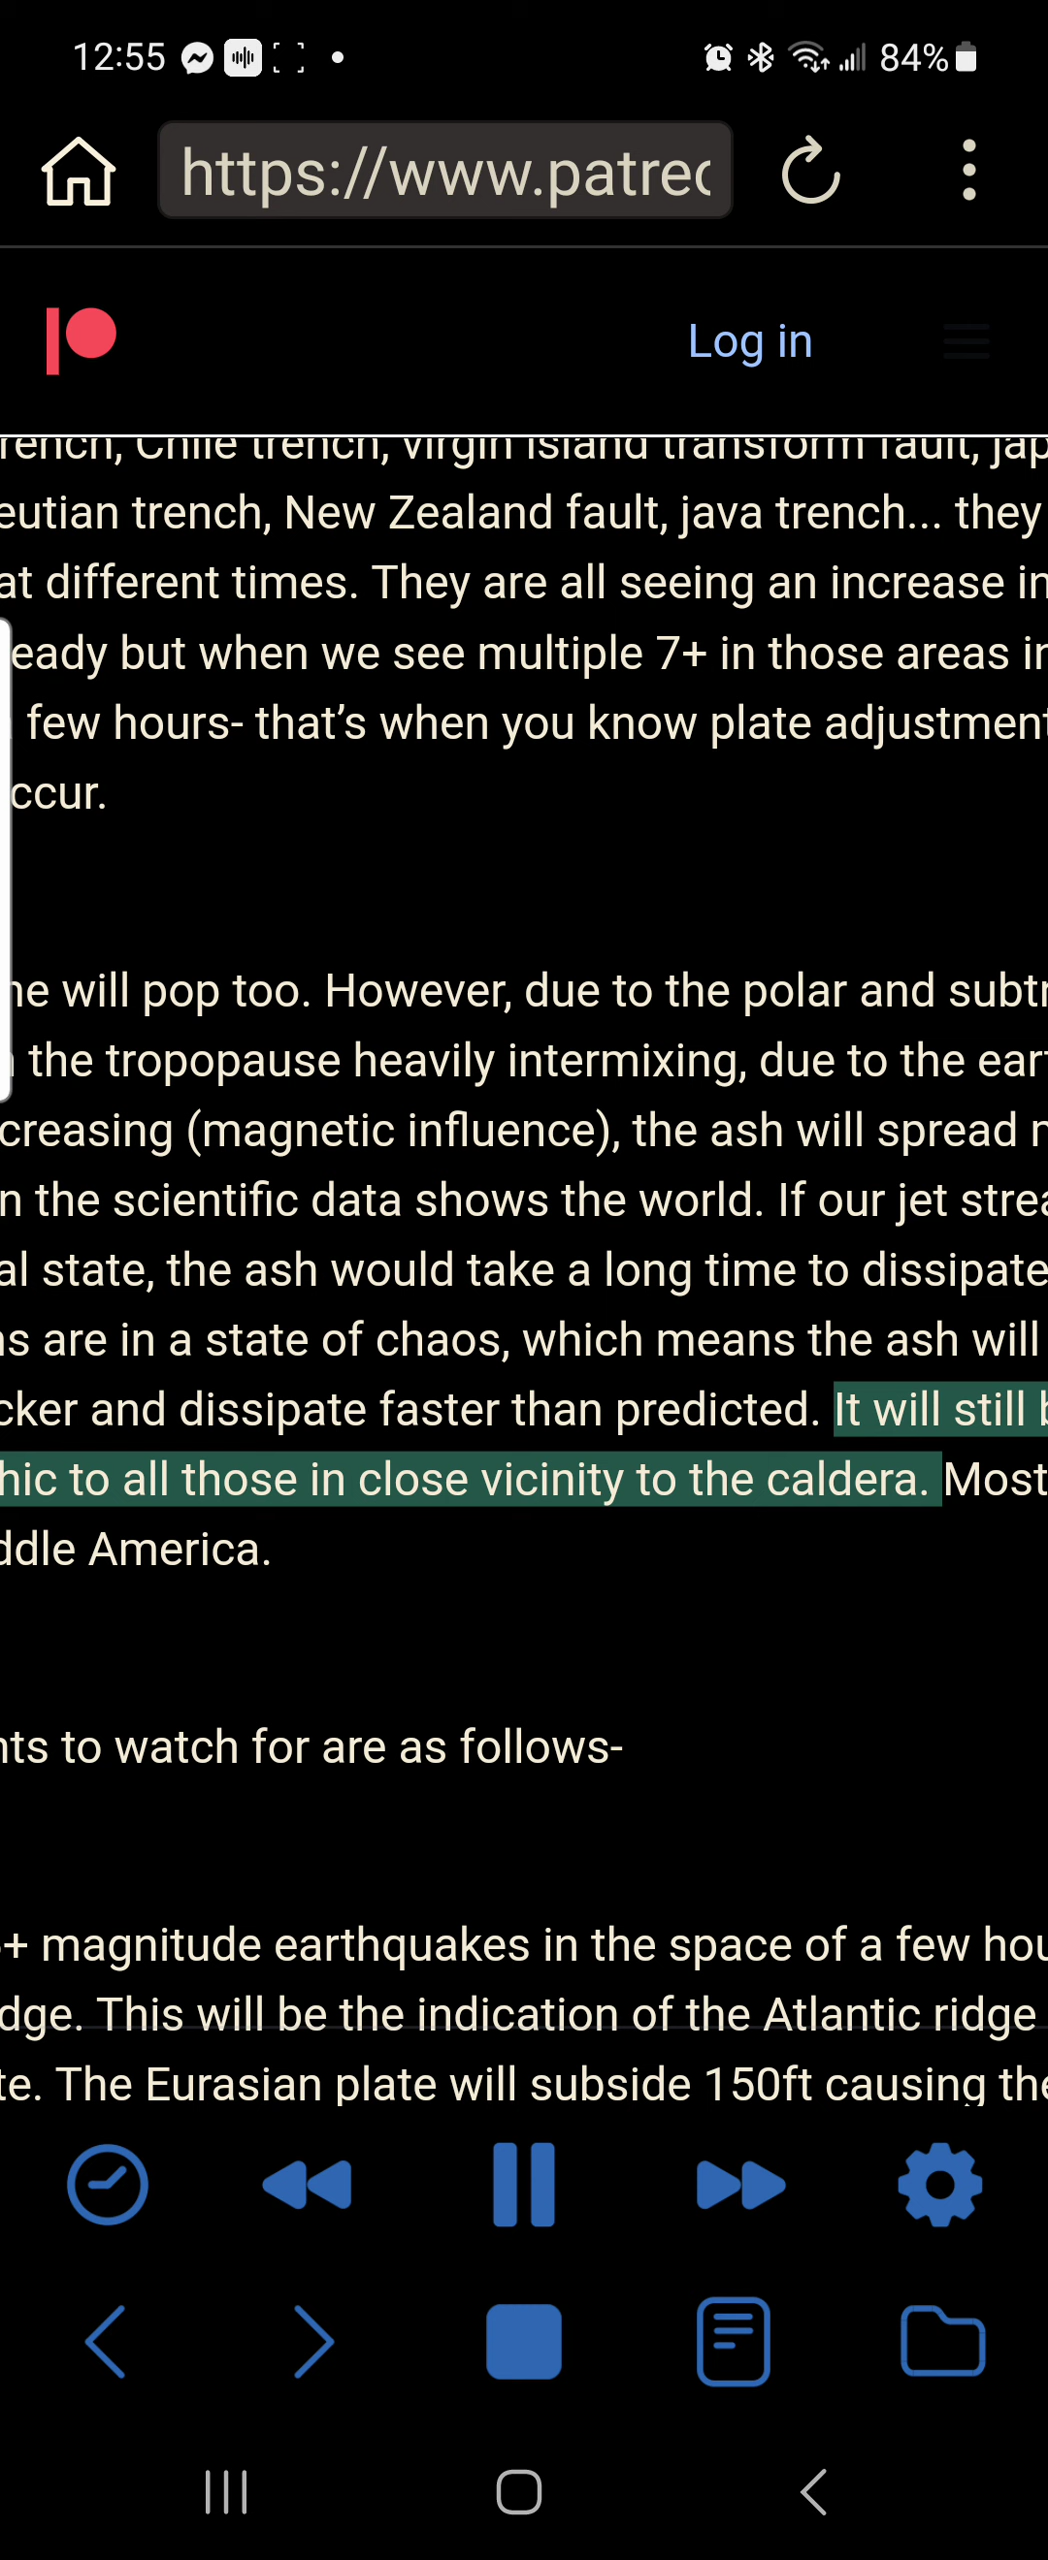 12:55
84%
https://www.patreo
Log in
rench, Chile trench, virgin island transform fault, jap
eutian trench, New Zealand fault, java trench... they
at different times. They are all seeing an increase in
eady but when we see multiple 7+ in those areas in
few hours- that’s when you know plate adjustment
ccur.
ne will pop too. However, due to the polar and subtr
the tropopause heavily intermixing, due to the ear
creasing (magnetic influence), the ash will spread
n the scientific data shows the world. If our jet strea
al state, the ash would take a long time to dissipate
ns are in a state of chaos, which means the ash will
cker and dissipate faster than predicted. It will still b
hic to all those in close vicinity to the caldera. Most
ddle America.
nts to watch for are as follows-
+ magnitude earthquakes in the space of a few hou
dge. This will be the indication of the Atlantic ridge
te. The Eurasian plate will subside 150ft causing the